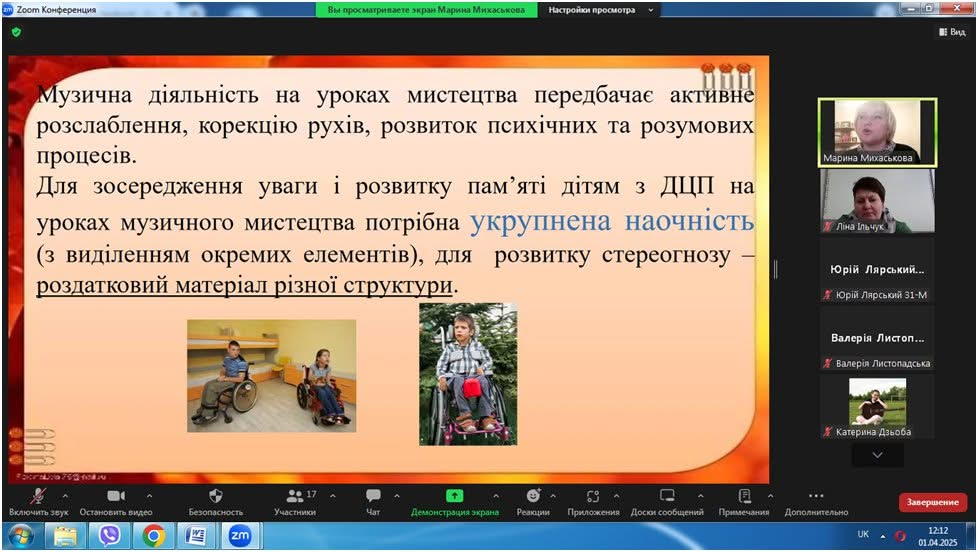 Zoom Конференция
Вы просматриваете экран Марина Михаськова
Настройки просмотра
Вид
Музична діяльність на уроках мистецтва передбачає активне
розслаблення, корекцію рухів, розвиток психічних та розумових
процесів.
Для зосередження уваги і розвитку пам’яті дітям з ДЦП на
уроках музичного мистецтва потрібна укрупнена наочність
(з виділенням окремих елементів), для розвитку стереогнозу –
роздатковий матеріал різної структури.
Марина Михаськова
Ліна Ільчук
Юрій Лярський...
Юрій Лярський 31-М
Валерія Листоп...
Валерія Листопадська
Катерина Дзьоба
Включить звук
Остановить видео
Безопасность
17
Участники
Чат
Демонстрация экрана
Реакции
Приложения
Доски сообщений
Примечания
Дополнительно
Завершение
zm
UK
12:12
01.04.2025